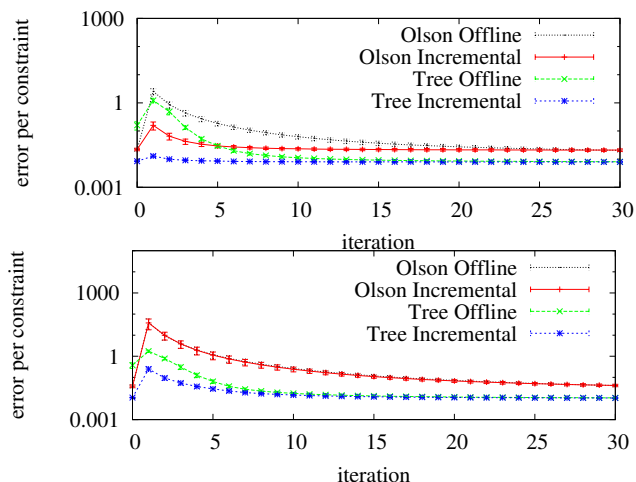 1000
1
0.001
error per constraint
Olson Offline
Olson Incremental
Tree Offline
Tree Incremental
0 5 10 15 20 25 30
iteration
1000
1
0.001
error per constraint
Olson Offline
Olson Incremental
Tree Offline
Tree Incremental
0 5 10 15 20 25 30
iteration